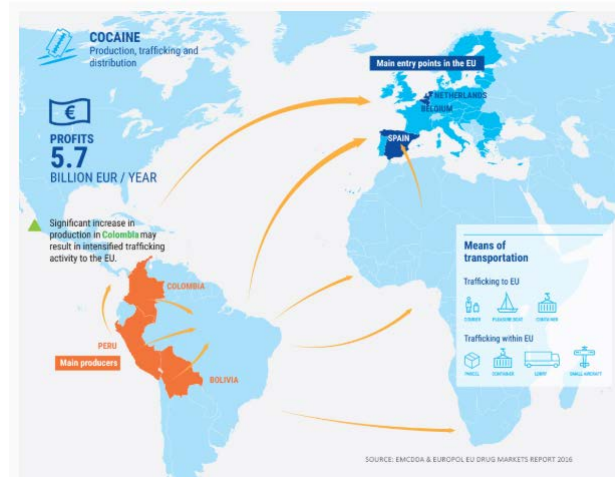 COCAINE
Production, trafficking and
distribution
€
PROFITS
5.7
BILLION EUR / YEAR
Significant increase in
production in Colombia may
result in intensified trafficking
activity to the EU.
Main entry points in the EU
NETHERLANDS
BELGIUM
SPAIN
COLOMBIA
PERU
Main producers
BOLIVIA
Means of
transportation
Trafficking to EU
COURIER PLEASURE BOAT CONTAINER
Trafficking within EU
PARCEL CONTAINER LORRY SMALL AIRCRAFT
SOURCE: EMCDDA & EUROPOL EU DRUG MARKETS REPORT 2016